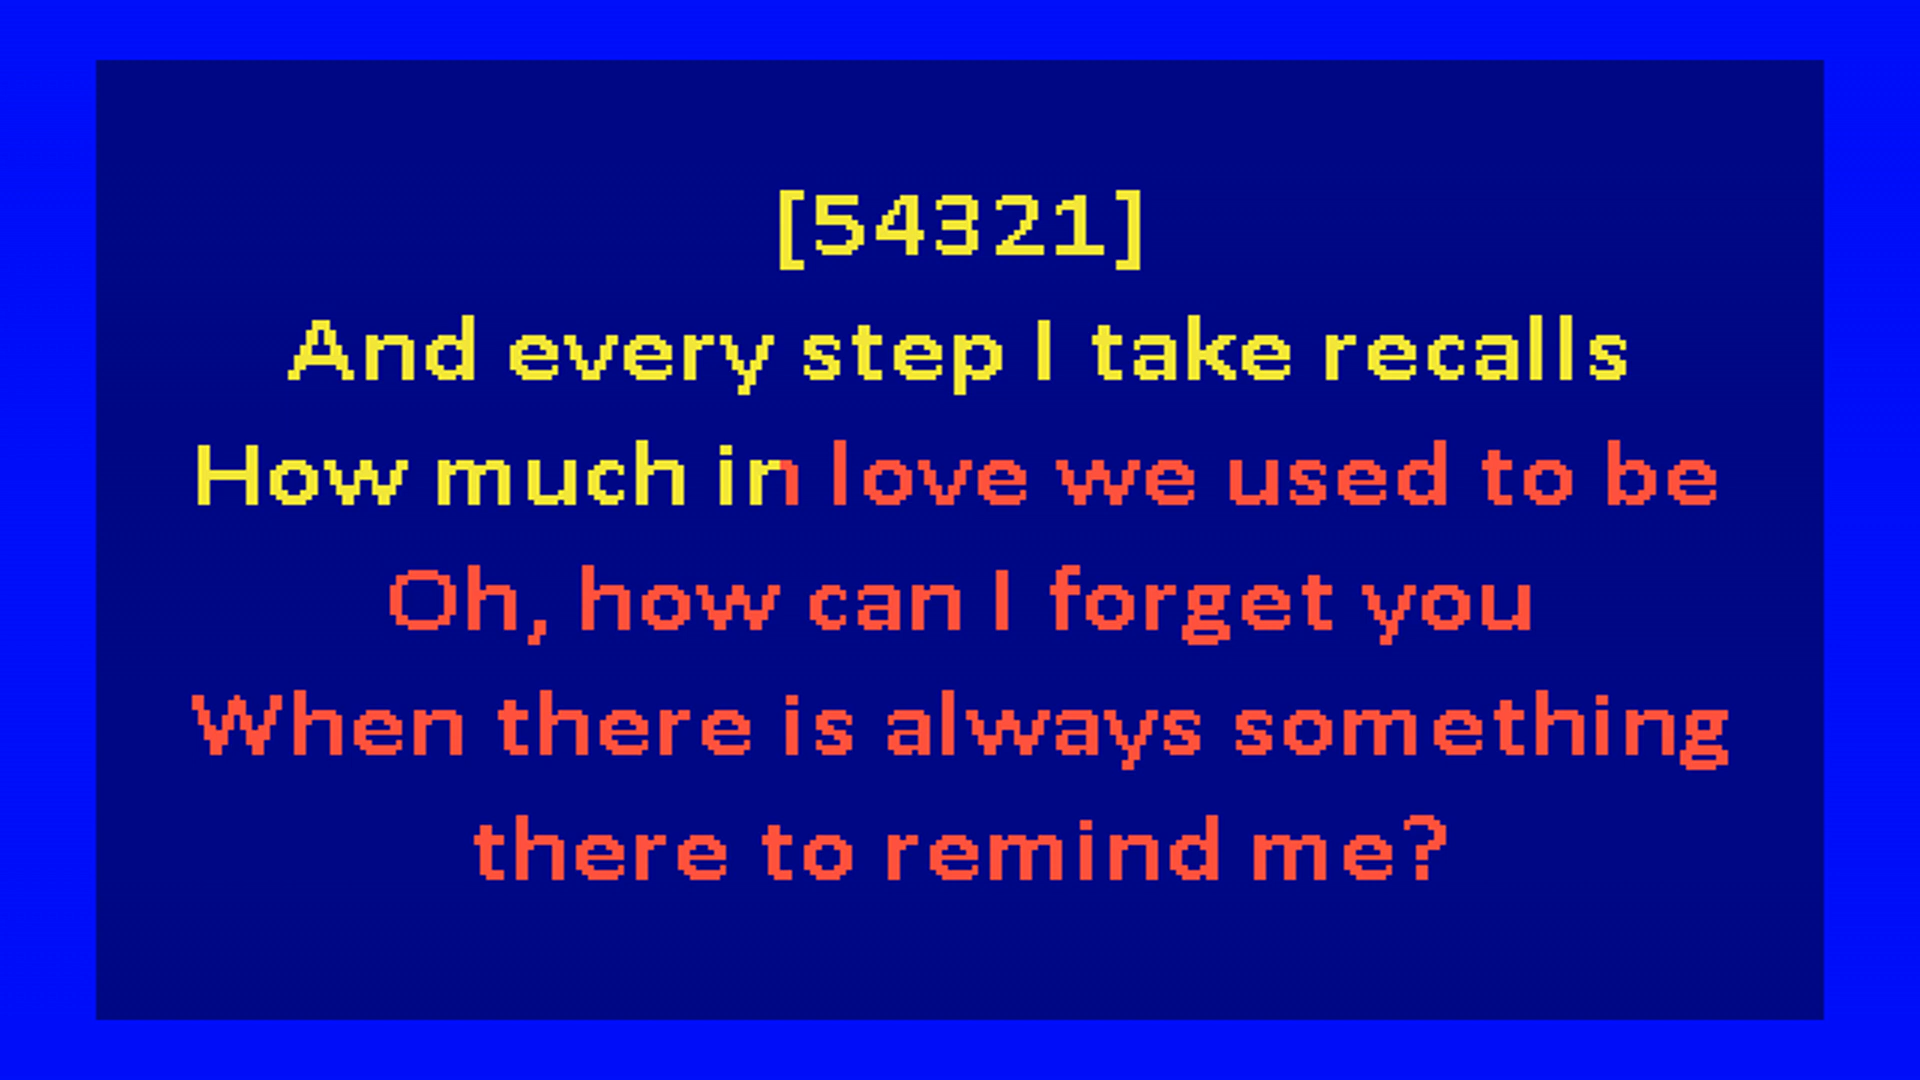 [54321]
And every step I take recalls
How much in love we used to be
Oh, how can I forget you
When there is always something
there to remind me?